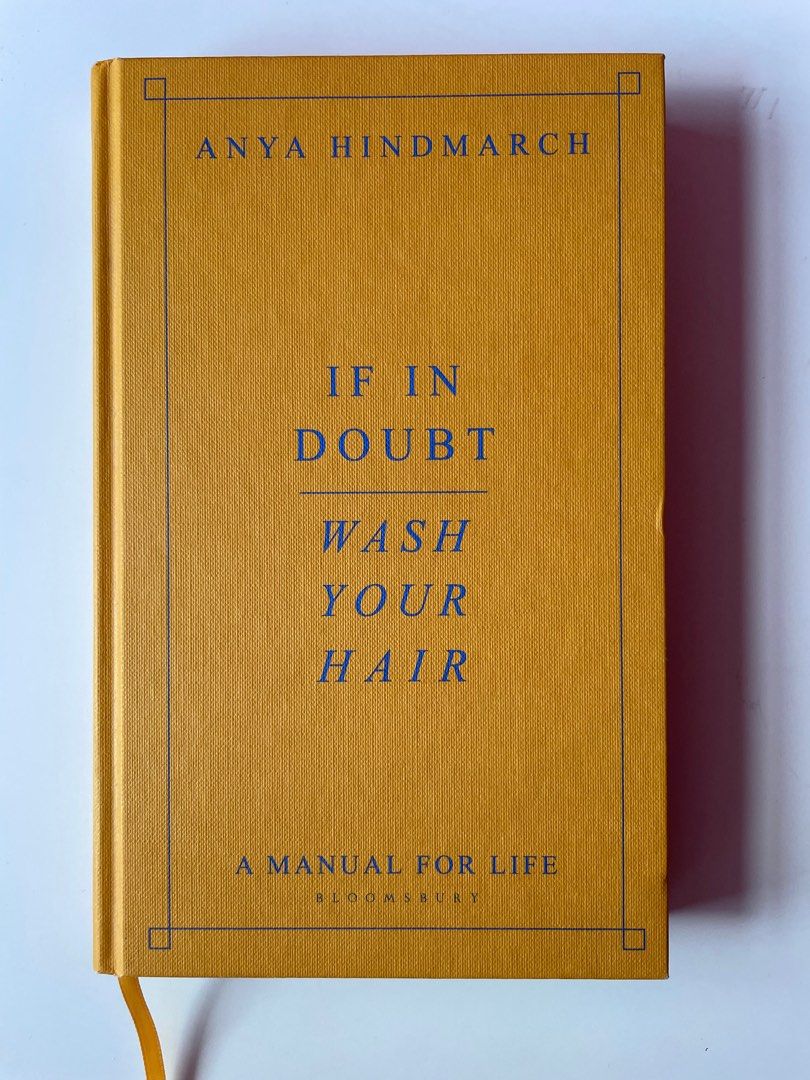 ANYA HINDMARCH
IF IN
DOUBT
WASH
YOUR
HAIR
A MANUAL FOR LIFE
BLOOMSBURY